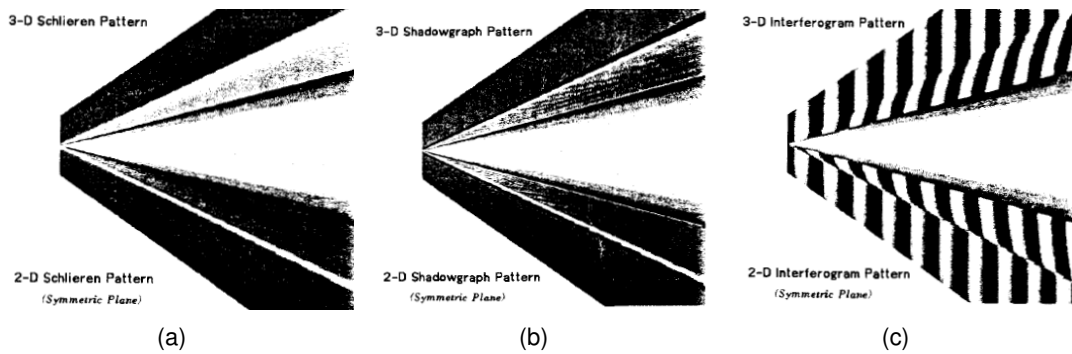 3-D Schlieren Pattern
2-D Schlieren Pattern
(Symmetric Plane)
(a)
3-D Shadowgraph Pattern
2-D Shadowgraph Pattern
(Symmetric Plane)
(b)
3-D Interferogram Pattern
2-D Interferogram Pattern
(Symmetric Plane)
(c)